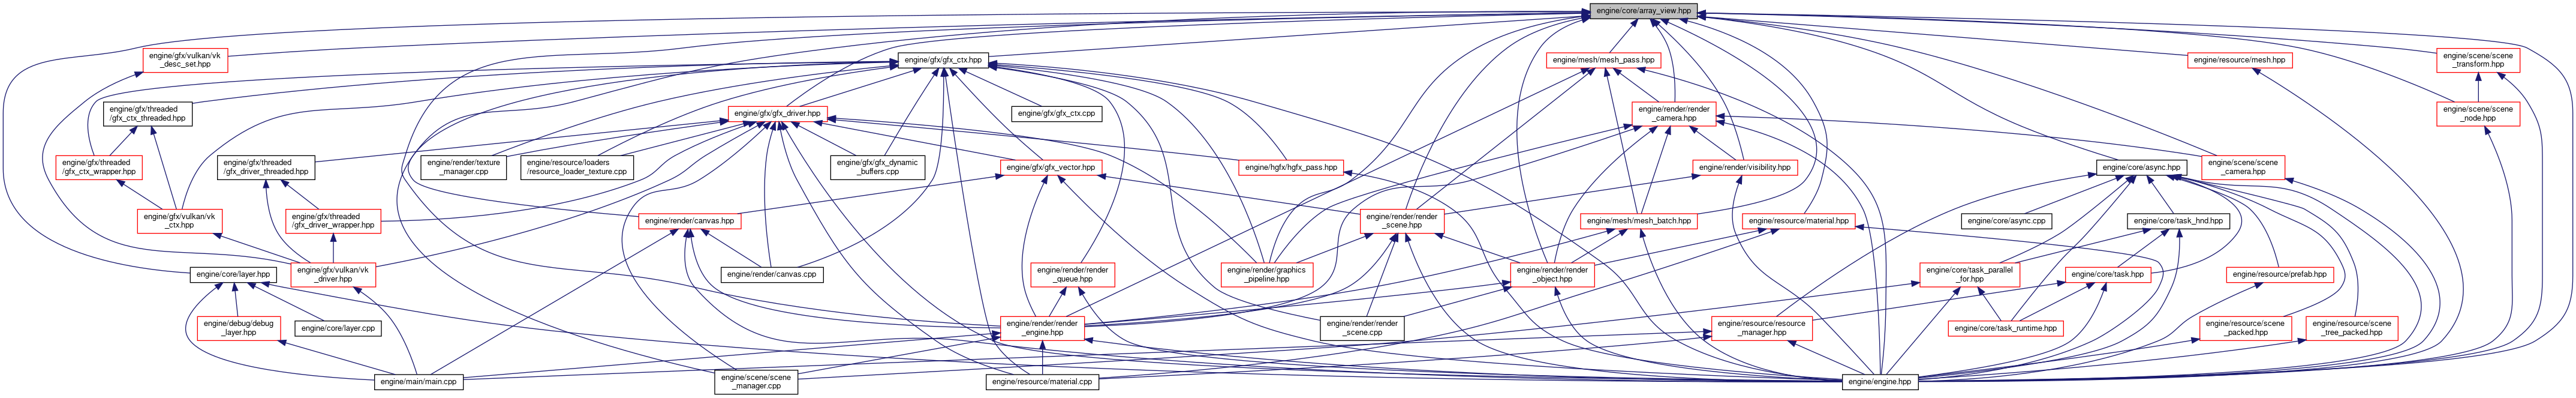 engine/core/array_view.hpp
engine/gfx/vulkan/vk
_desc_set.hpp
engine/gfx/gfx_ctx.hpp
engine/mesh/mesh_pass.hpp
engine/resource/mesh.hpp
engine/scene/scene
_transform.hpp
engine/gfx/threaded
/gfx_ctx_threaded.hpp
engine/gfx/gfx_driver.hpp
engine/gfx/gfx_ctx.cpp
engine/render/render
_camera.hpp
engine/scene/scene
_node.hpp
engine/gfx/threaded
/gfx_ctx_wrapper.hpp
engine/gfx/threaded
/gfx_driver_threaded.hpp
engine/render/texture
_manager.cpp
engine/resource/loaders
/resource_loader_texture.cpp
engine/gfx/gfx_dynamic
_buffers.cpp
engine/gfx/gfx_vector.hpp
engine/hgfx/hgfx_pass.hpp
engine/render/visibility.hpp
engine/core/async.hpp
engine/scene/scene
_camera.hpp
engine/gfx/vulkan/vk
_ctx.hpp
engine/gfx/threaded
/gfx_driver_wrapper.hpp
engine/render/canvas.hpp
engine/render/render
_scene.hpp
engine/mesh/mesh_batch.hpp
engine/resource/material.hpp
engine/core/async.cpp
engine/core/task_hnd.hpp
engine/core/layer.hpp
engine/gfx/vulkan/vk
_driver.hpp
engine/render/canvas.cpp
engine/render/render
_queue.hpp
engine/render/graphics
_pipeline.hpp
engine/render/render
_object.hpp
engine/core/task_parallel
_for.hpp
engine/core/task.hpp
engine/resource/prefab.hpp
engine/debug/debug
_layer.hpp
engine/core/layer.cpp
engine/render/render
_engine.hpp
engine/render/render
_scene.cpp
engine/resource/resource
_manager.hpp
engine/core/task_runtime.hpp
engine/resource/scene
_packed.hpp
engine/resource/scene
_tree_packed.hpp
engine/main/main.cpp
engine/scene/scene
_manager.cpp
engine/resource/material.cpp
engine/engine.hpp